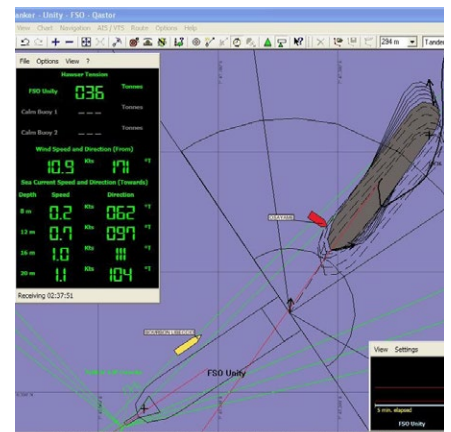 anker - Unity - FSO - Qastor
View Chart Navigation AIS / VTS Route Options Help
294 m Tander
File Options View ?
Hawser Tension
FSO Unity 036 Tonnes
Calm Buoy 1 --- Tonnes
Calm Buoy 2 --- Tonnes
Wind Speed and Direction (From)
10.9 Kts 171 °T
Sea Current Speed and Direction (Towards)
Depth Speed Direction
8 m 0.2 Kts 062 °T
12 m 0.7 Kts 097 °T
16 m 1.0 Kts 111 °T
20 m 1.1 Kts 104 °T
Receiving 02:37:51
FSO Unity
View Settings
5 min. elapsed
FSO Unity